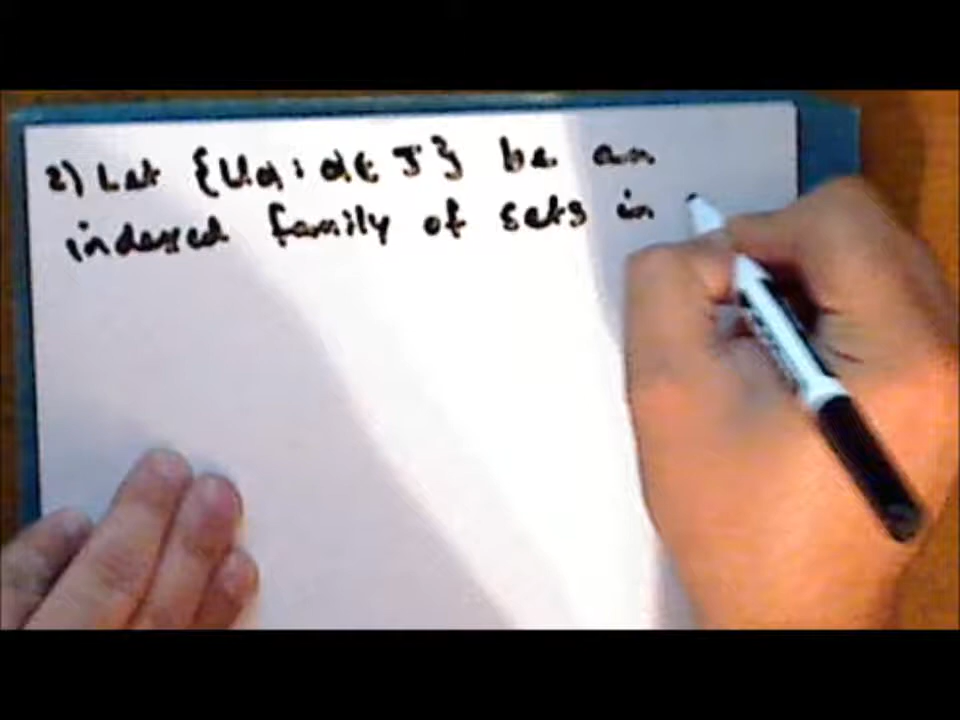 2) Let {Uα : α ∈ J} be an
indexed family of sets in